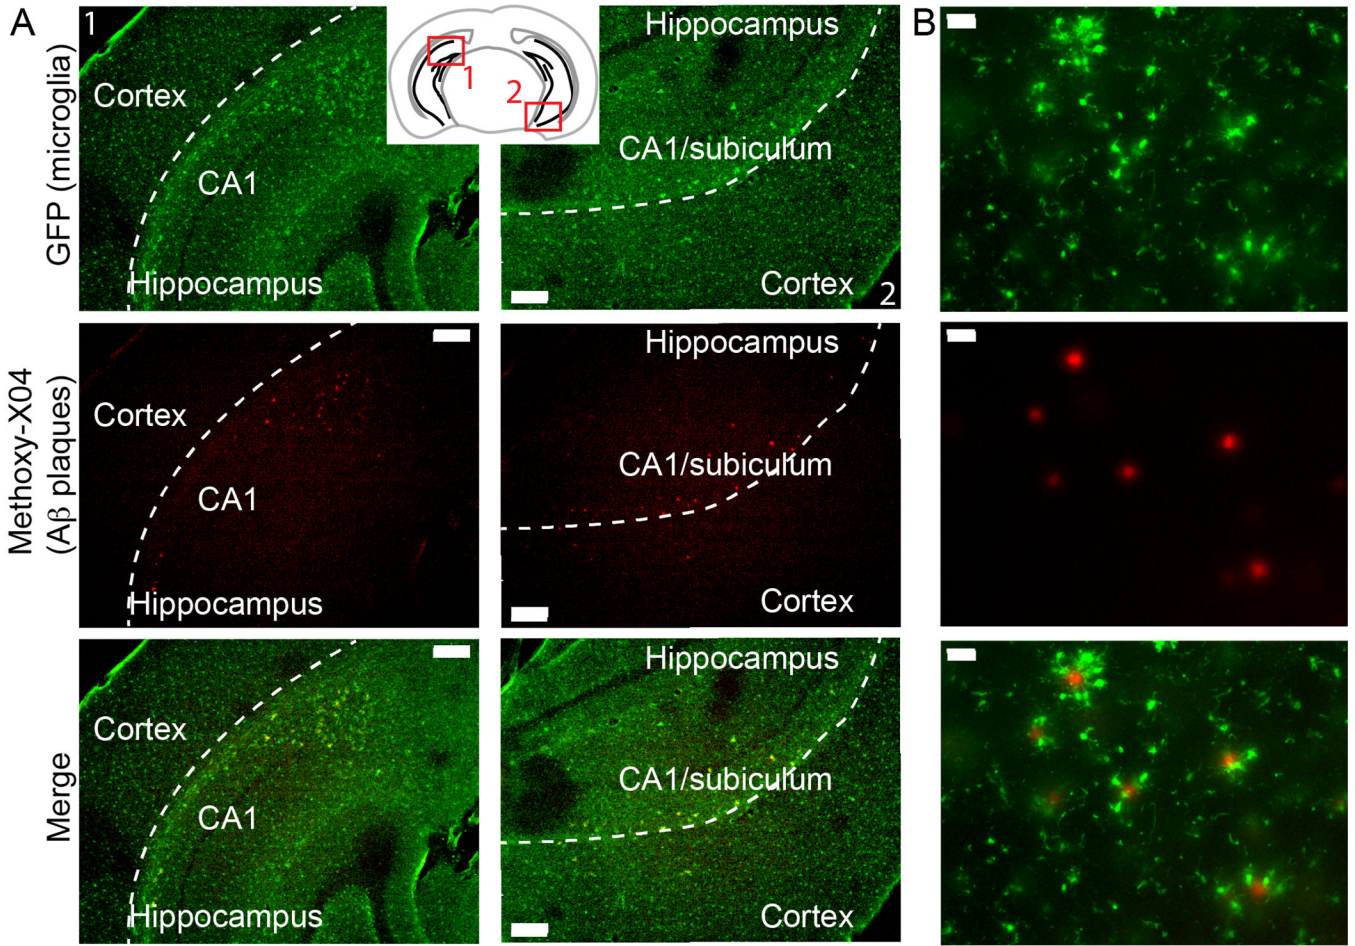 A
B
GFP (microglia)
1
Cortex
CA1
Hippocampus
1
2
Hippocampus
CA1/subiculum
Cortex
2
Methoxy-X04
(Aβ plaques)
Cortex
CA1
Hippocampus
Hippocampus
CA1/subiculum
Cortex
Merge
Cortex
CA1
Hippocampus
Hippocampus
CA1/subiculum
Cortex